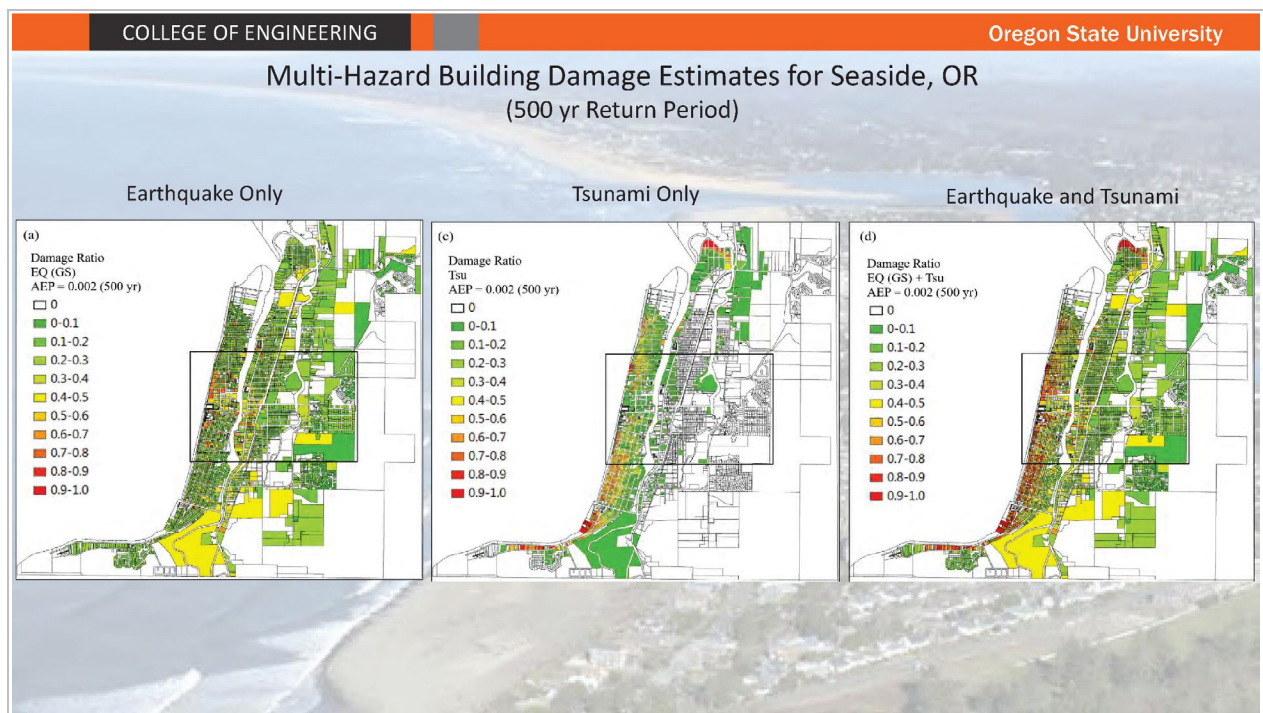 COLLEGE OF ENGINEERING
Oregon State University
Multi-Hazard Building Damage Estimates for Seaside, OR
(500 yr Return Period)
Earthquake Only
(a)
Damage Ratio
EQ (GS)
AEP = 0.002 (500 yr)
0
0-0.1
0.1-0.2
0.2-0.3
0.3-0.4
0.4-0.5
0.5-0.6
0.6-0.7
0.7-0.8
0.8-0.9
0.9-1.0
Tsunami Only
(c)
Damage Ratio
Tsu
AEP = 0.002 (500 yr)
0
0-0.1
0.1-0.2
0.2-0.3
0.3-0.4
0.4-0.5
0.5-0.6
0.6-0.7
0.7-0.8
0.8-0.9
0.9-1.0
Earthquake and Tsunami
(d)
Damage Ratio
EQ (GS) + Tsu
AEP = 0.002 (500 yr)
0
0-0.1
0.1-0.2
0.2-0.3
0.3-0.4
0.4-0.5
0.5-0.6
0.6-0.7
0.7-0.8
0.8-0.9
0.9-1.0